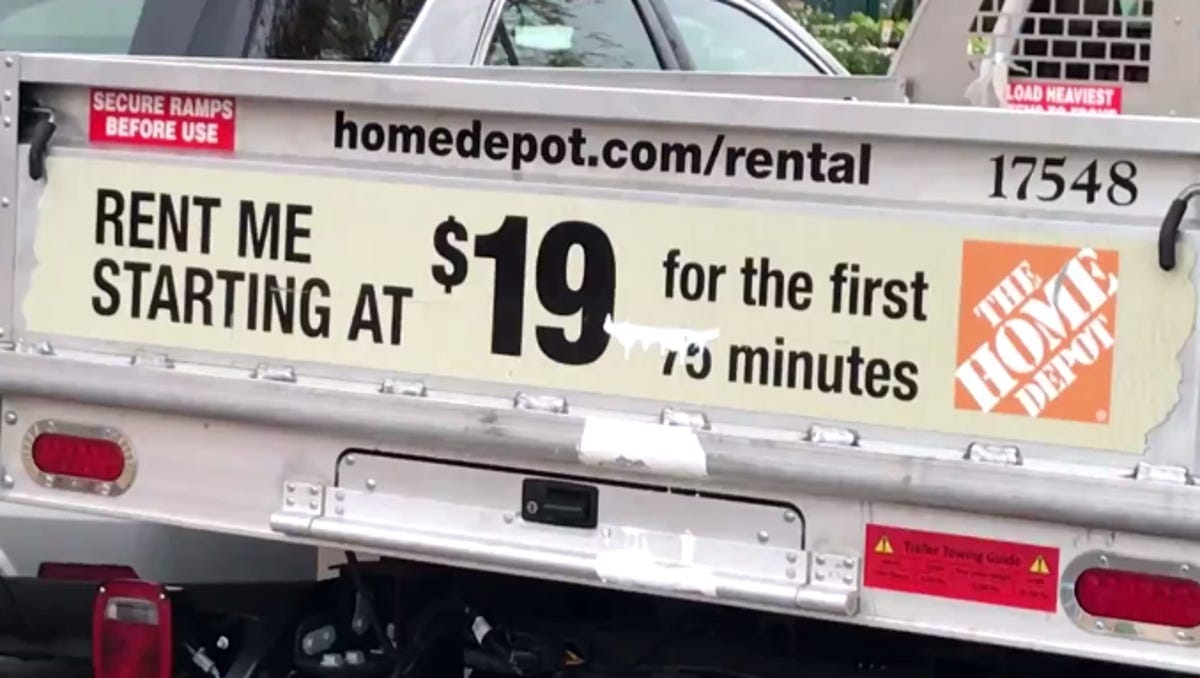 SECURE RAMPS
BEFORE USE
homedepot.com/rental
17548
LOAD HEAVIEST
RENT ME
STARTING AT
$19
for the first
75 minutes
THE
HOME
DEPOT
Trailer Towing Guide